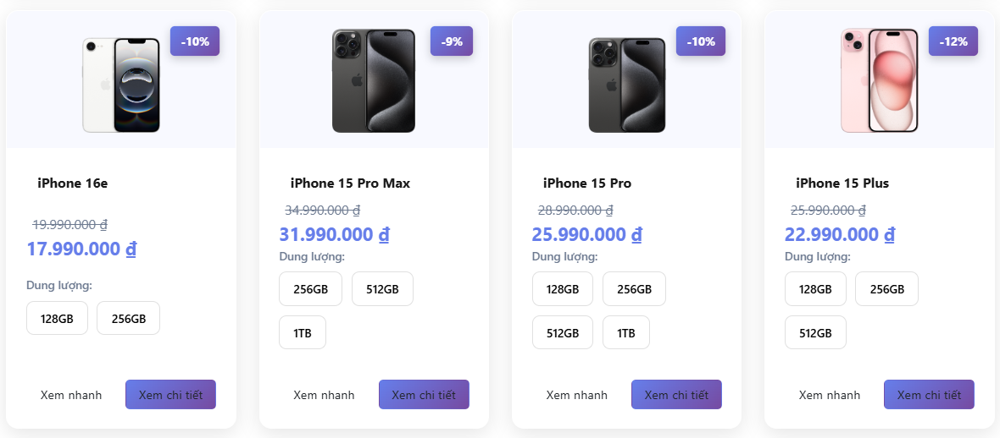 -10%
iPhone 16e
19.990.000 ₫
17.990.000 ₫
Dung lượng:
128GB 256GB
Xem nhanh Xem chi tiết
-9%
iPhone 15 Pro Max
34.990.000 ₫
31.990.000 ₫
Dung lượng:
256GB 512GB
1TB
Xem nhanh Xem chi tiết
-10%
iPhone 15 Pro
28.990.000 ₫
25.990.000 ₫
Dung lượng:
128GB 256GB
512GB 1TB
Xem nhanh Xem chi tiết
-12%
iPhone 15 Plus
25.990.000 ₫
22.990.000 ₫
Dung lượng:
128GB 256GB
512GB
Xem nhanh Xem chi tiết